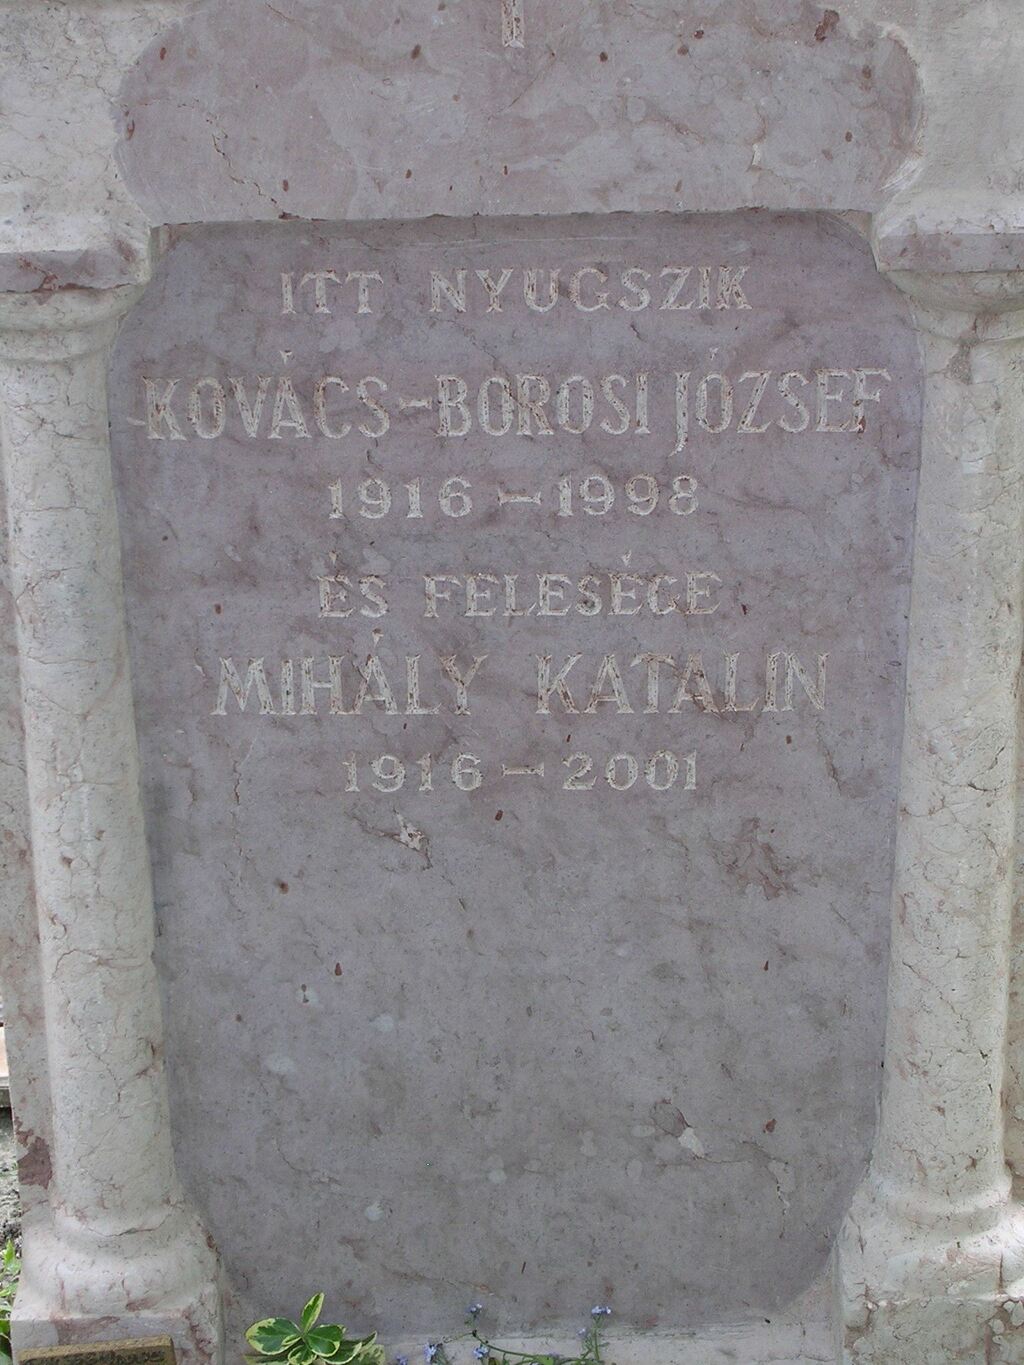 ITT NYUGSZIK
KOVÁCS-BOROSI JÓZSEF
1916-1998
ÉS FELESÉGE
MIHÁLY KATALIN
1916-2001